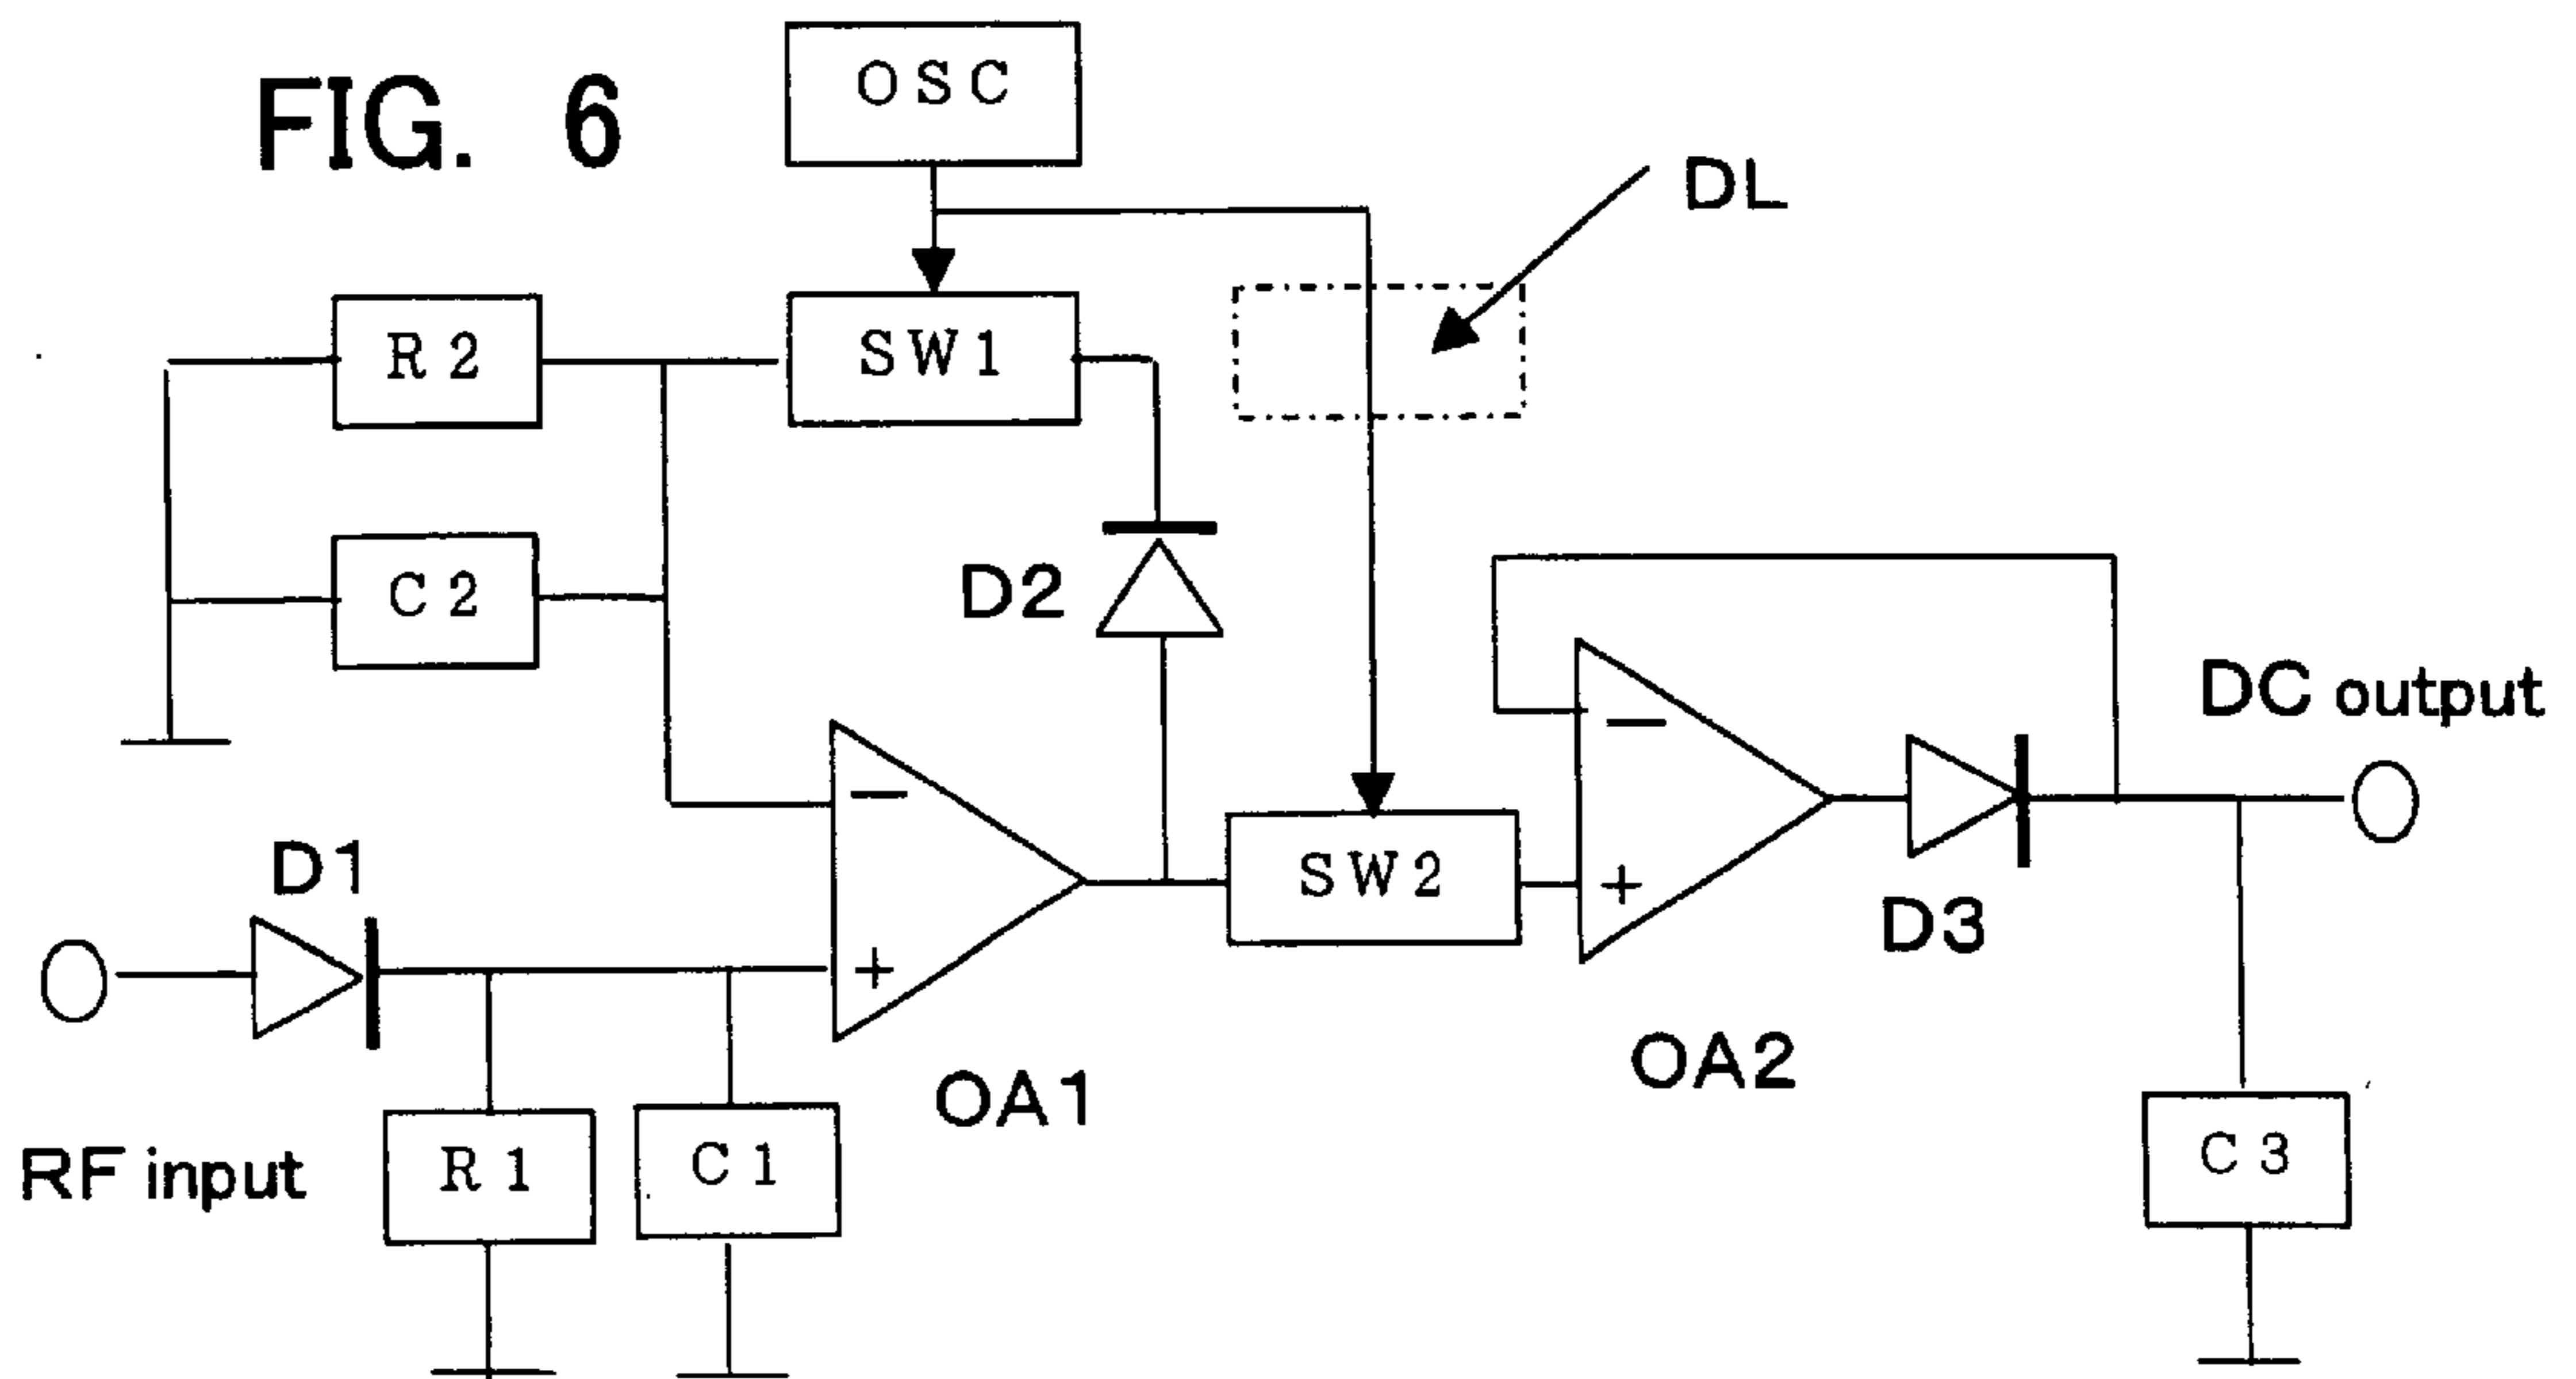 FIG. 6
OSC
DL
R2
SW1
C2
D2
DC output
−
−
D1
SW2
+
D3
+
OA2
OA1
RF input
R1
C1
C3